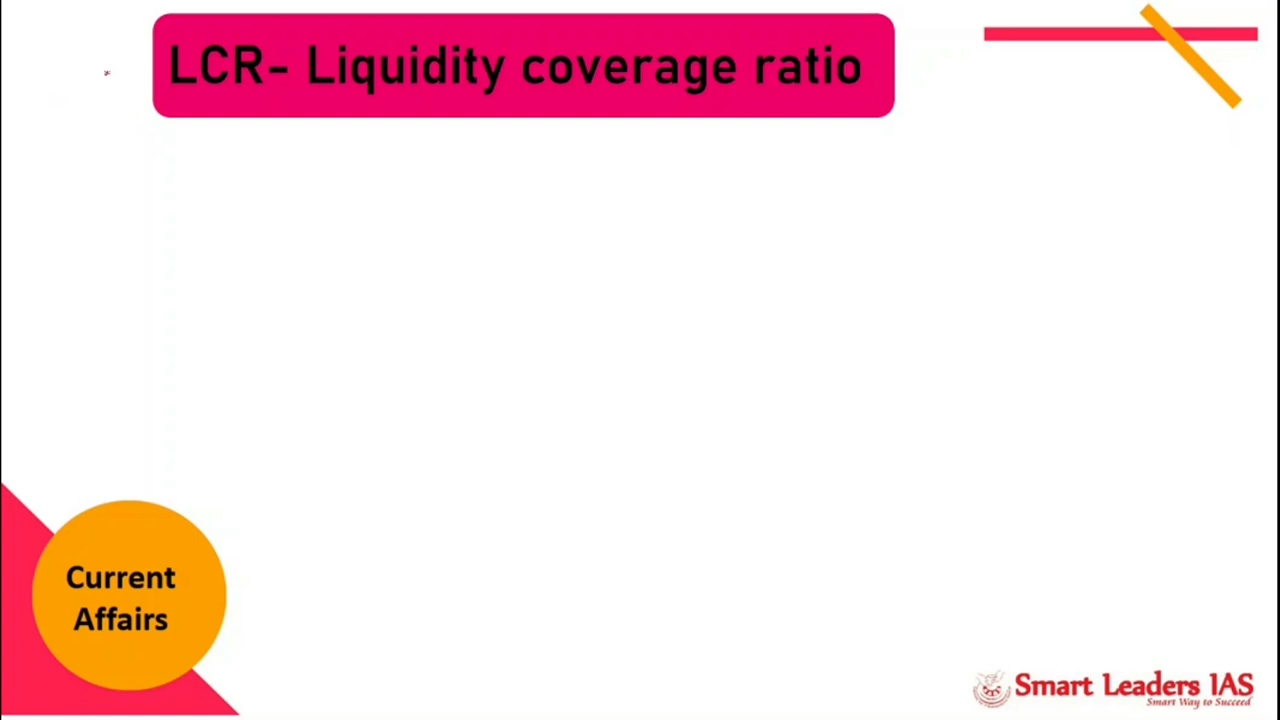 LCR- Liquidity coverage ratio
Current
Affairs
Smart Leaders IAS
Smart Way to Succeed